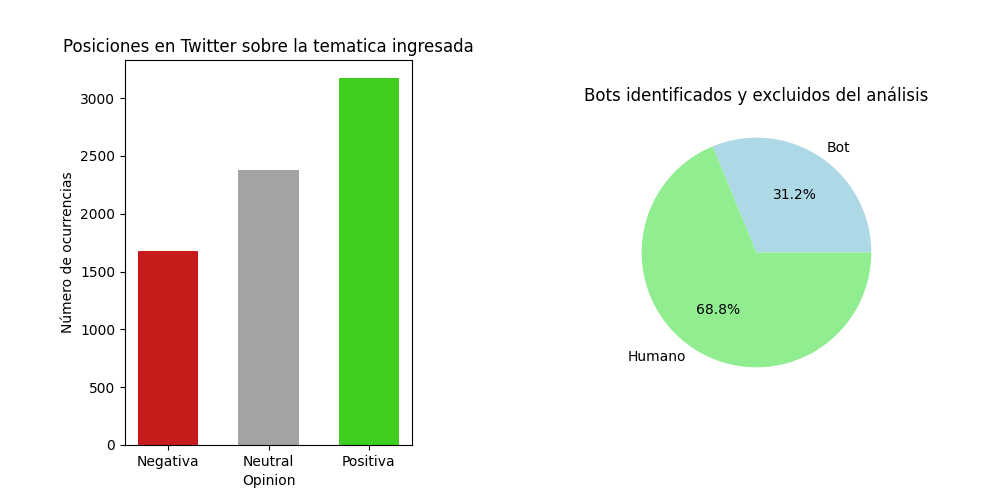 Posiciones en Twitter sobre la tematica ingresada
Número de ocurrencias
3000
2500
2000
1500
1000
500
0
Negativa
Neutral
Positiva
Opinion
Bots identificados y excluidos del análisis
Bot
31.2%
68.8%
Humano